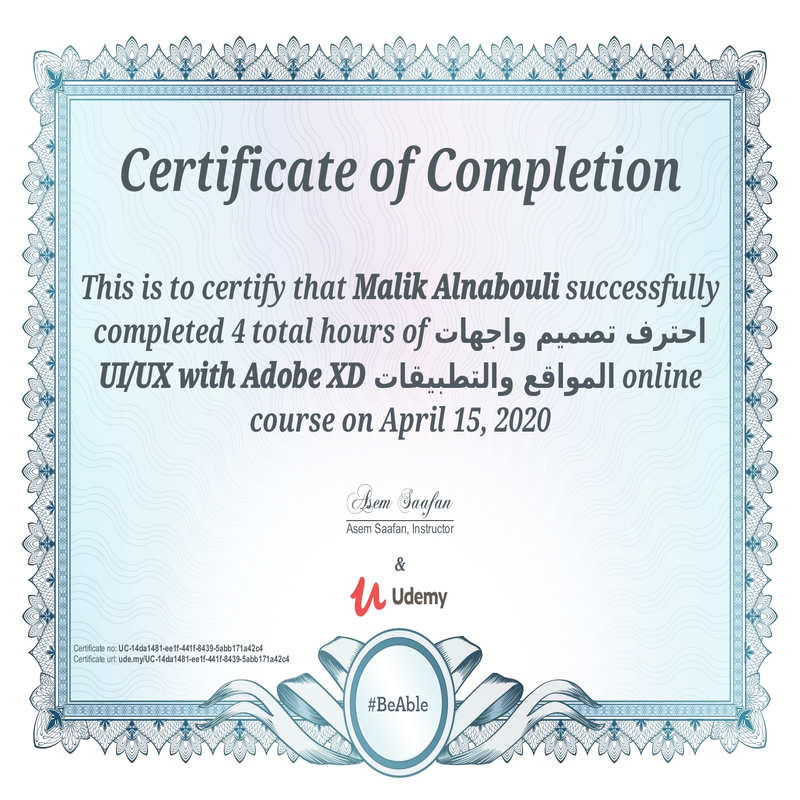 Certificate of Completion
This is to certify that Malik Alnabouli successfully
completed 4 total hours of احترف تصميم واجهات
UI/UX with Adobe XD المواقع والتطبيقات online
course on April 15, 2020
Asem Saafan
Asem Saafan, Instructor
&
Udemy
Certificate no: UC-14da1481-ee1f-441f-8439-5abb171a42c4
Certificate url: ude.my/UC-14da1481-ee1f-441f-8439-5abb171a42c4
#BeAble